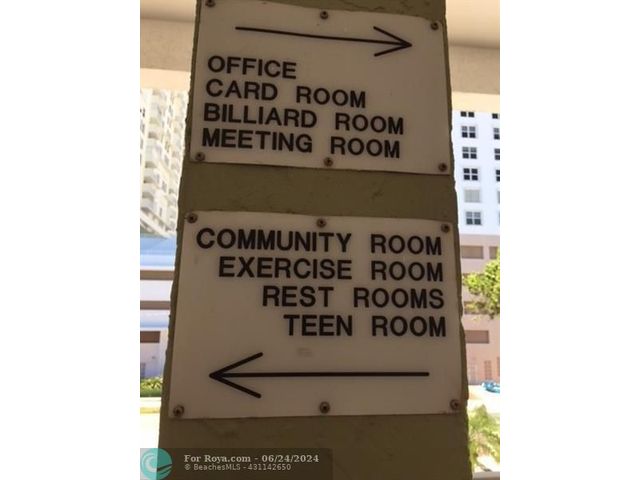 OFFICE
CARD ROOM
BILLIARD ROOM
MEETING ROOM
COMMUNITY ROOM
EXERCISE ROOM
REST ROOMS
TEEN ROOM
For Roya.com - 06/24/2024
© BeachesMLS - 431142650